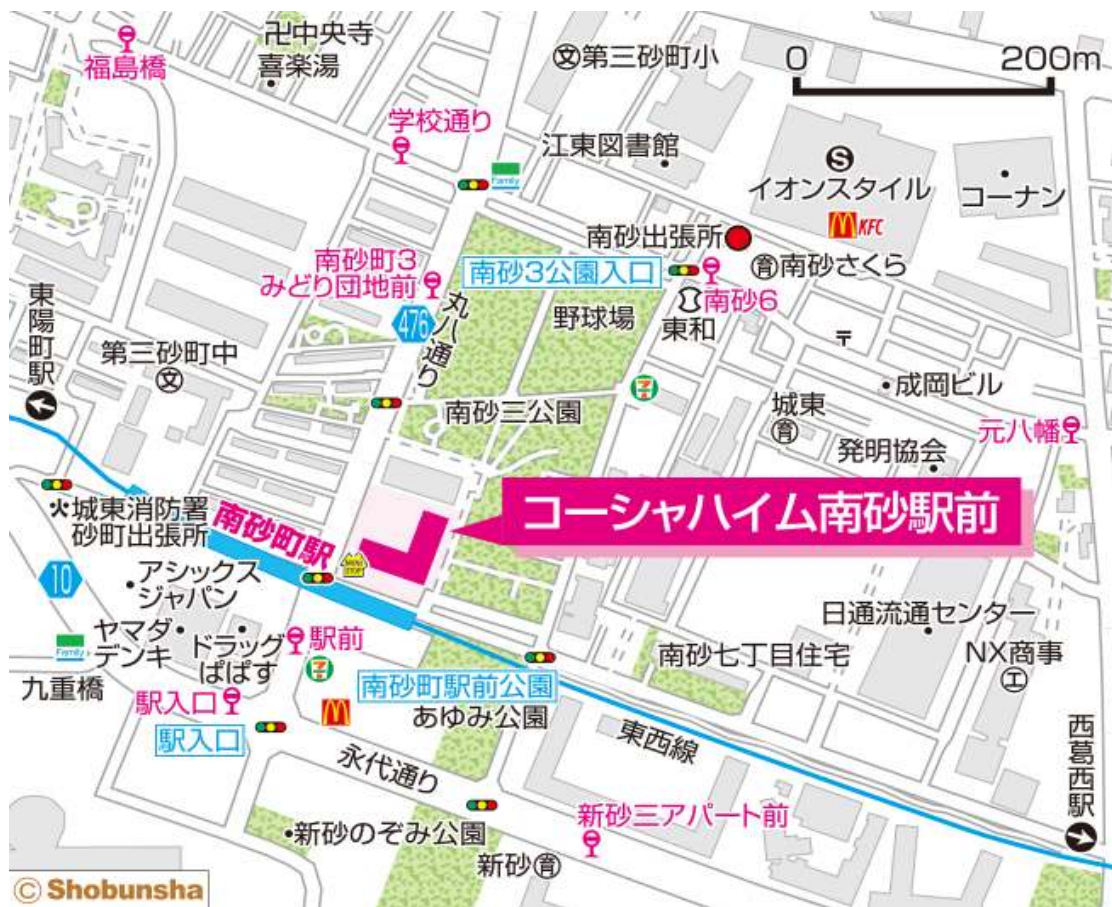 卍中央寺
喜楽湯
福島橋
文第三砂町小
0 200m
学校通り
江東図書館
Family
S
イオンスタイル
コーナン
KFC
南砂出張所
育南砂さくら
南砂町3
みどり団地前
南砂3公園入口
南砂6
東和
野球場
丸八通り
476
〒
東陽町駅
第三砂町中
文
南砂三公園
成岡ビル
城東
育
元八幡
発明協会
コーシャハイム南砂駅前
城東消防署
砂町出張所
南砂町駅
MINI
STOP
10
アシックス
ジャパン
ヤマダ
デンキ
ドラッグ
ぱぱす
駅前
日通流通センター
Family
九重橋
南砂七丁目住宅
NX商事
工
南砂町駅前公園
あゆみ公園
駅入口
駅入口
東西線
西葛西駅
永代通り
新砂三アパート前
新砂のぞみ公園
新砂育
© Shobunsha